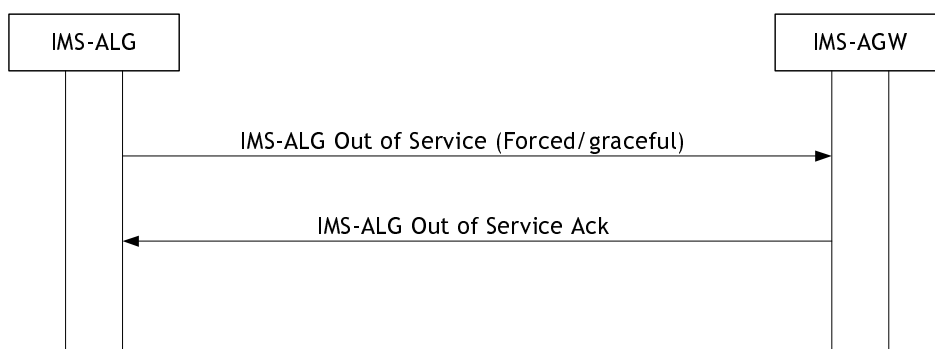 IMS-ALG
IMS-AGW
IMS-ALG Out of Service (Forced/graceful)
IMS-ALG Out of Service Ack